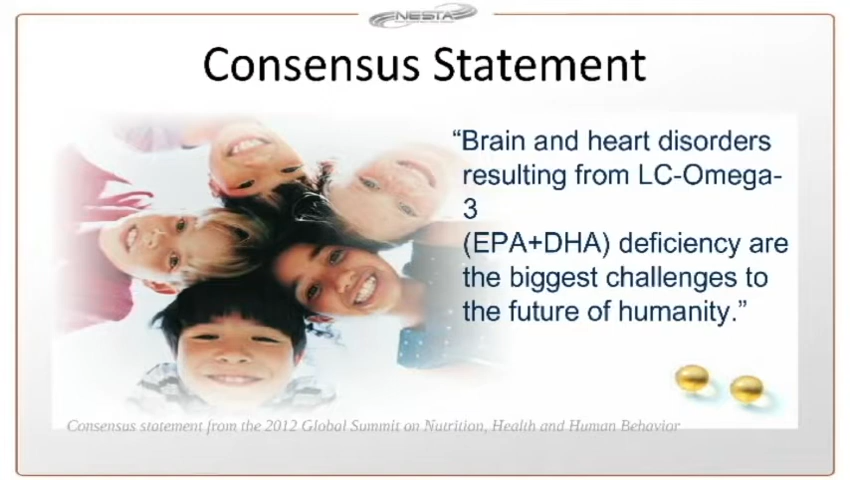 NESTA
Consensus Statement
“Brain and heart disorders
resulting from LC-Omega-
3
(EPA+DHA) deficiency are
the biggest challenges to
the future of humanity.”
Consensus statement from the 2012 Global Summit on Nutrition, Health and Human Behavior